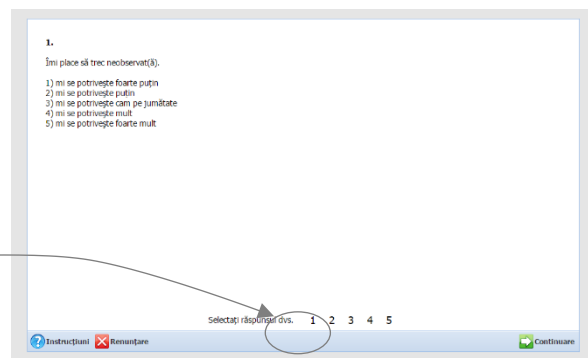 1.
Îmi place să trec neobservat(ă).
1) mi se potrivește foarte puțin
2) mi se potrivește puțin
3) mi se potrivește cam pe jumătate
4) mi se potrivește mult
5) mi se potrivește foarte mult
Selectați răspunsul dvs. 1 2 3 4 5
Instrucțiuni Renunțare Continuare